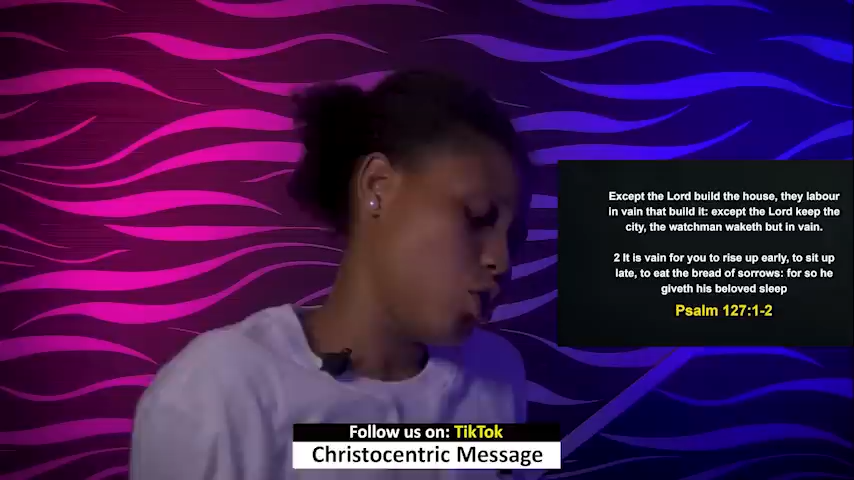 Except the Lord build the house, they labour
in vain that build it: except the Lord keep the
city, the watchman waketh but in vain.
2 It is vain for you to rise up early, to sit up
late, to eat the bread of sorrows: for so he
giveth his beloved sleep
Psalm 127:1-2
Follow us on: TikTok
Christocentric Message